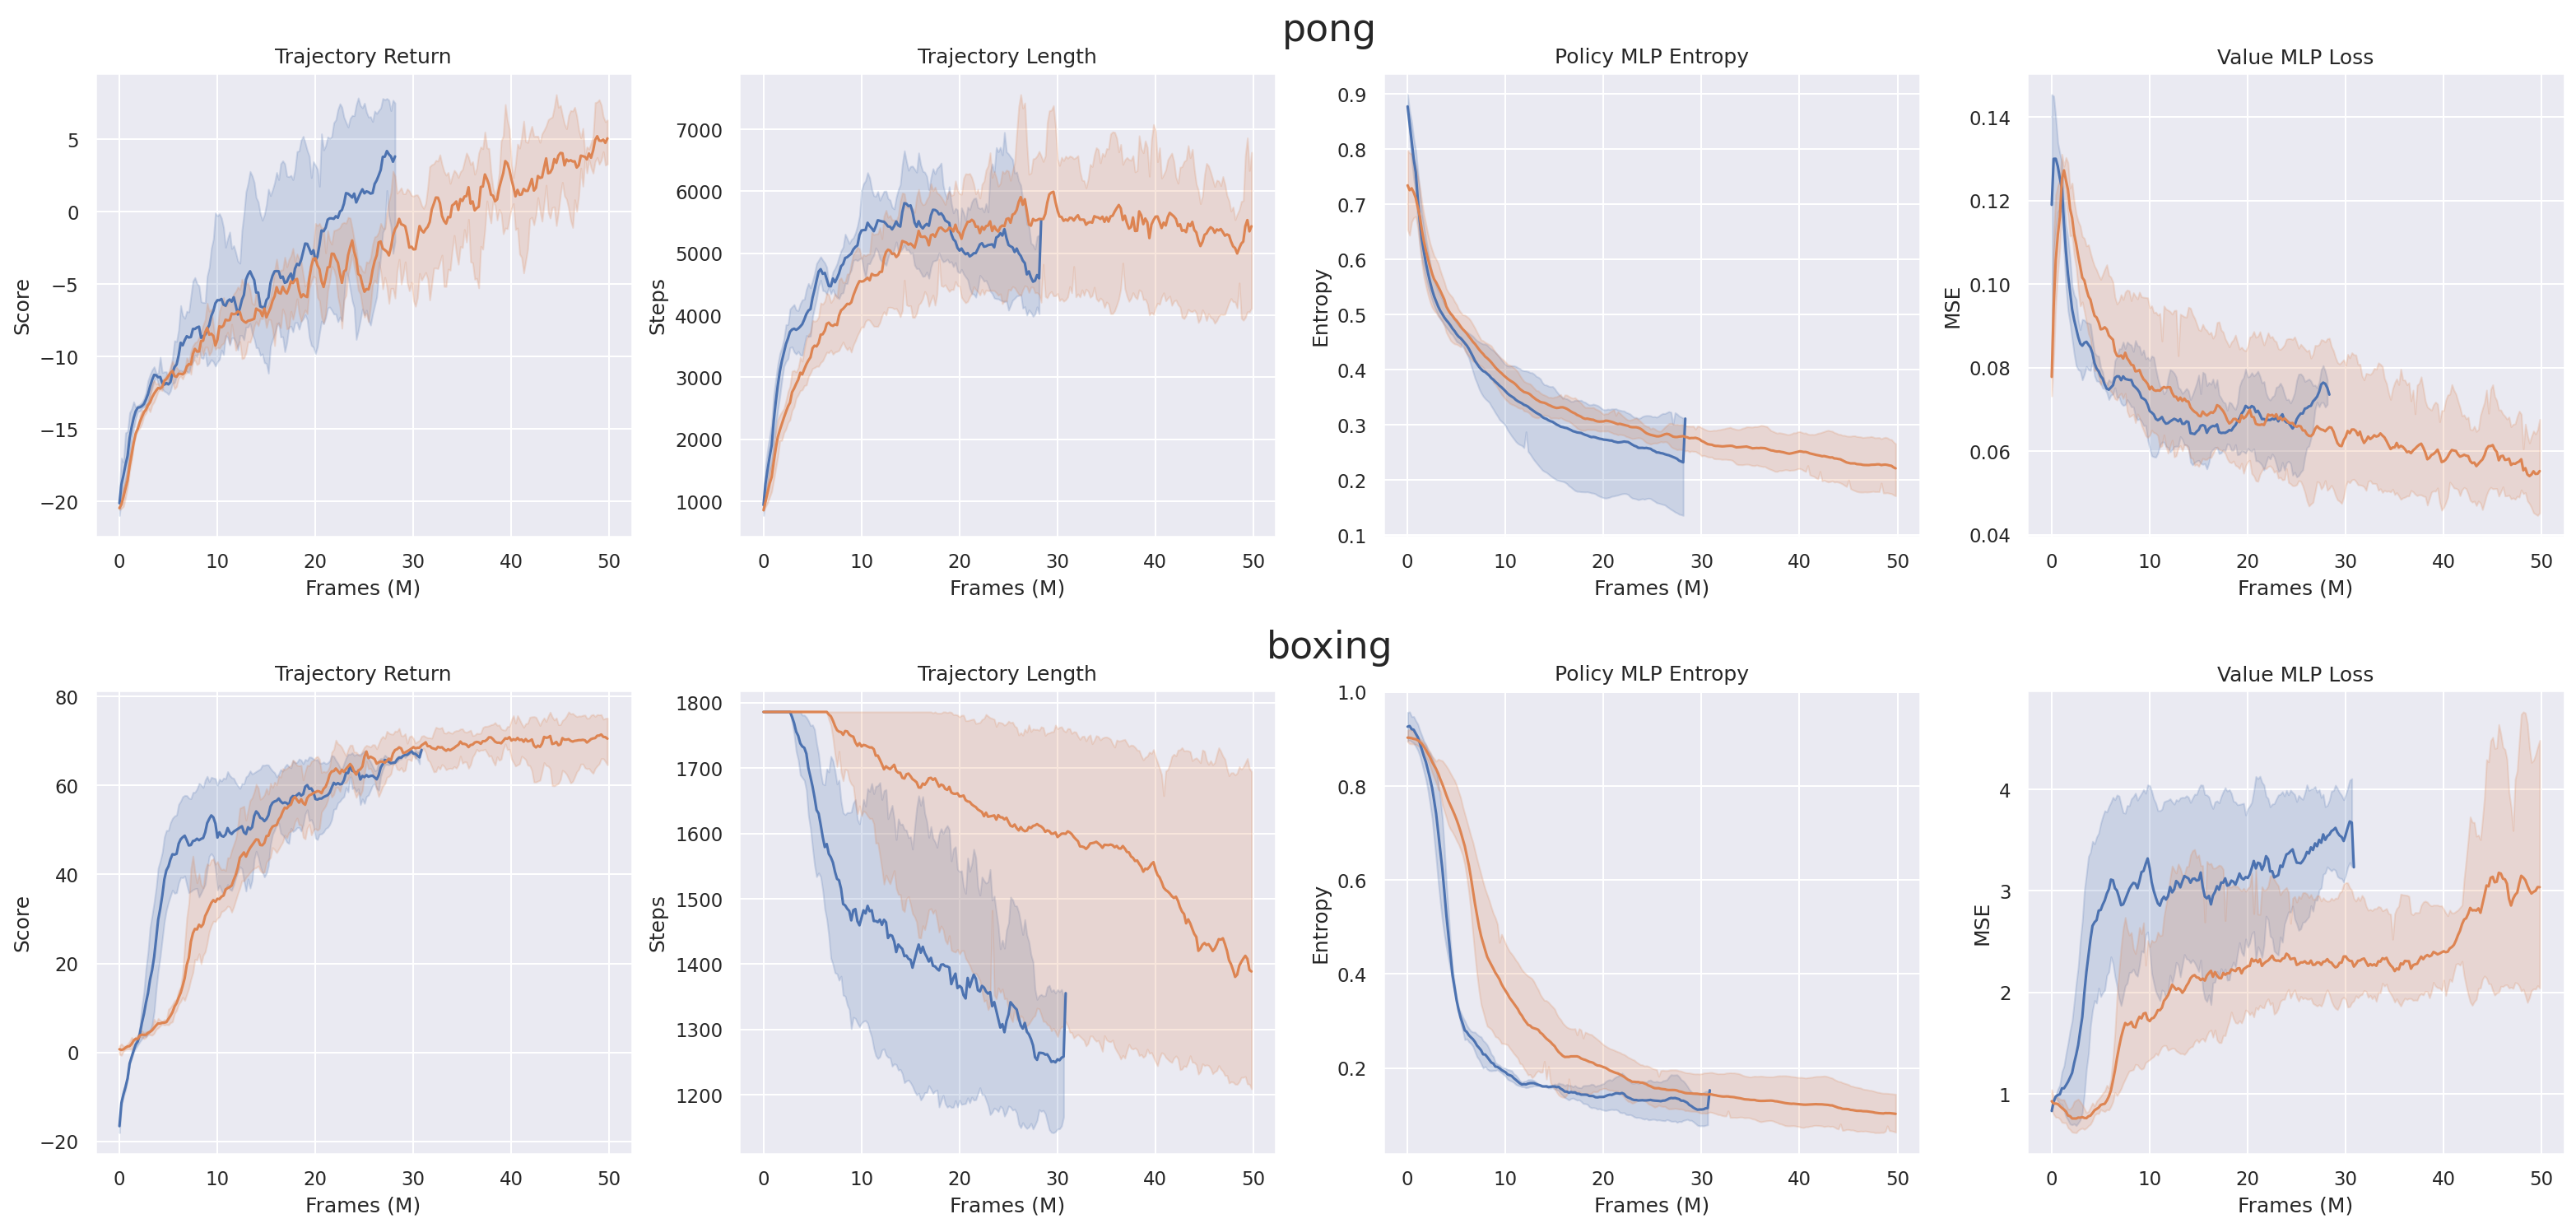 pong
Trajectory Return
Trajectory Length
Policy MLP Entropy
Value MLP Loss
Score
5
0
−5
−10
−15
−20
0 10 20 30 40 50
Frames (M)
Steps
7000
6000
5000
4000
3000
2000
1000
0 10 20 30 40 50
Frames (M)
Entropy
0.9
0.8
0.7
0.6
0.5
0.4
0.3
0.2
0.1
0 10 20 30 40 50
Frames (M)
MSE
0.14
0.12
0.10
0.08
0.06
0.04
0 10 20 30 40 50
Frames (M)
boxing
Trajectory Return
Trajectory Length
Policy MLP Entropy
Value MLP Loss
Score
80
60
40
20
0
−20
0 10 20 30 40 50
Frames (M)
Steps
1800
1700
1600
1500
1400
1300
1200
0 10 20 30 40 50
Frames (M)
Entropy
1.0
0.8
0.6
0.4
0.2
0 10 20 30 40 50
Frames (M)
MSE
4
3
2
1
0 10 20 30 40 50
Frames (M)